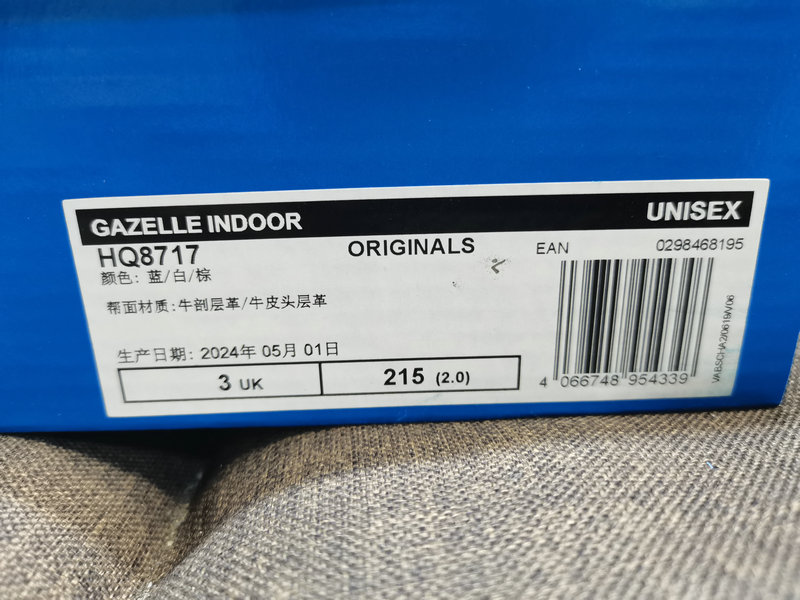 GAZELLE INDOOR
UNISEX
HQ8717
ORIGINALS
EAN
0298468195
颜色: 蓝/白/棕
帮面材质:牛剖层革/牛皮头层革
生产日期: 2024年 05月 01日
3 UK
215 (2.0)
4 066748 954339